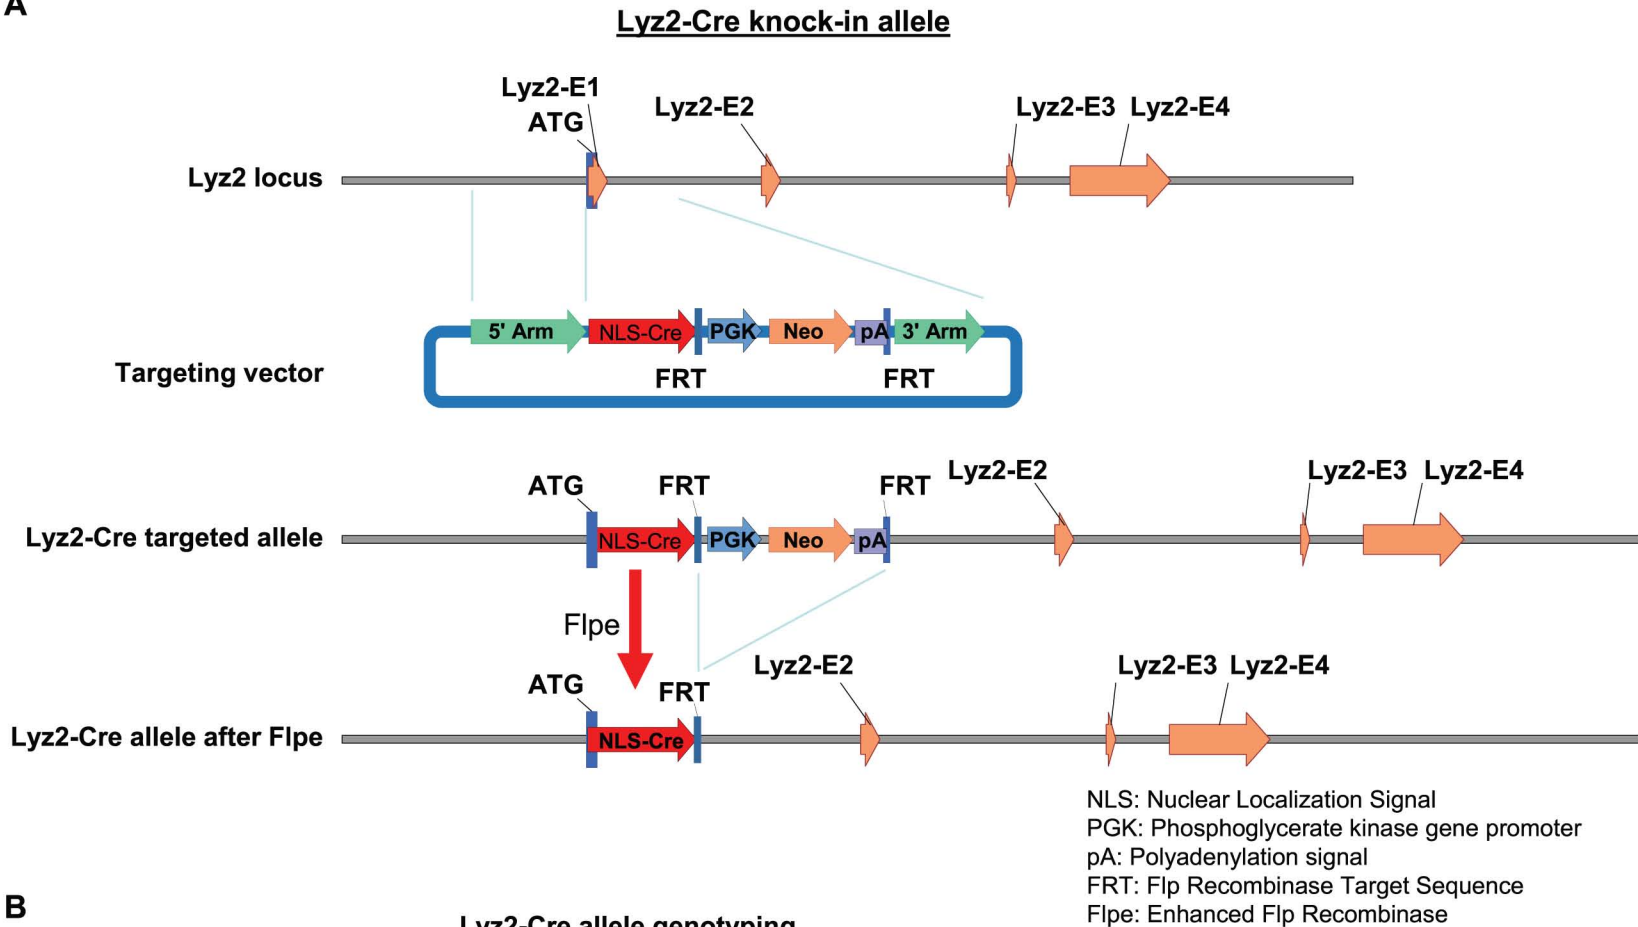 A
Lyz2-Cre knock-in allele
Lyz2-E1
ATG
Lyz2-E2
Lyz2-E3 Lyz2-E4
Lyz2 locus
5' Arm NLS-Cre PGK Neo pA 3' Arm
FRT FRT
Targeting vector
ATG FRT FRT Lyz2-E2 Lyz2-E3 Lyz2-E4
Lyz2-Cre targeted allele
NLS-Cre PGK Neo pA
Flpe
ATG FRT Lyz2-E2 Lyz2-E3 Lyz2-E4
Lyz2-Cre allele after Flpe
NLS-Cre
NLS: Nuclear Localization Signal
PGK: Phosphoglycerate kinase gene promoter
pA: Polyadenylation signal
FRT: Flp Recombinase Target Sequence
Flpe: Enhanced Flp Recombinase
B
Lyz2-Cre allele genotyping